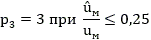 p₃ = 3 при û_м/u_м ≤ 0,25